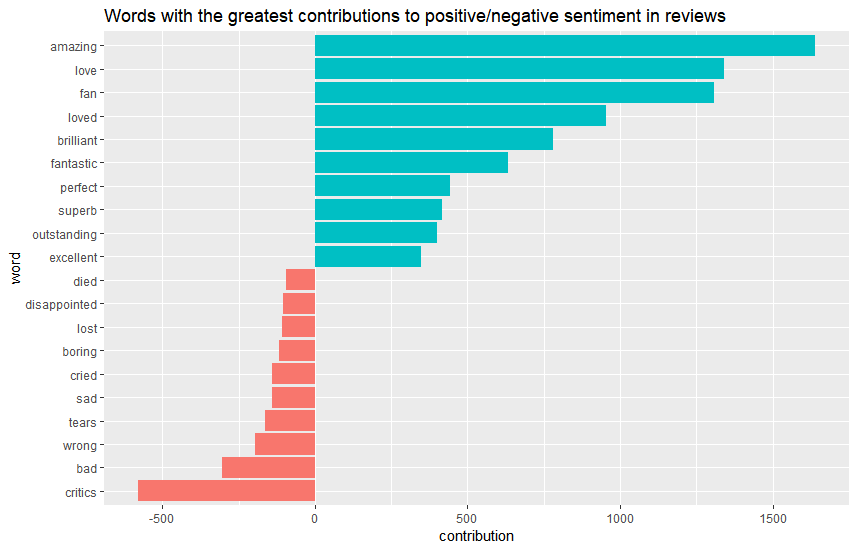 Words with the greatest contributions to positive/negative sentiment in reviews
amazing
love
fan
loved
brilliant
fantastic
perfect
superb
outstanding
excellent
died
disappointed
lost
boring
cried
sad
tears
wrong
bad
critics
word
-500 0 500 1000 1500
contribution